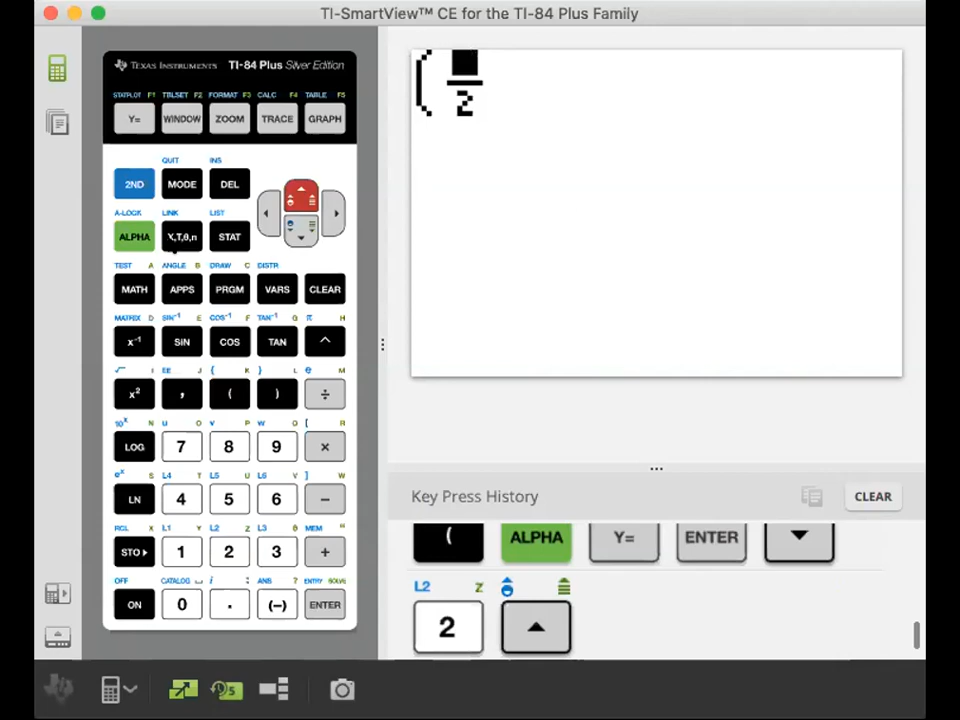 TI-SmartView™ CE for the TI-84 Plus Family
TEXAS INSTRUMENTS TI-84 Plus Silver Edition
STATPLOT F1 TBLSET F2 FORMAT F3 CALC F4 TABLE F5
Y= WINDOW ZOOM TRACE GRAPH
QUIT INS
2ND MODE DEL
A-LOCK LINK LIST
ALPHA X,T,θ,n STAT
TEST A ANGLE B DRAW C DISTR
MATH APPS PRGM VARS CLEAR
MATRIX D SIN⁻¹ E COS⁻¹ F TAN⁻¹ G π H
x⁻¹ SIN COS TAN ^
√ I EE J { K } L e M
x² , ( ) ÷
10ˣ N u O v P w Q [ R
LOG 7 8 9 ×
eˣ S L4 T L5 U L6 V ] W
LN 4 5 6 −
RCL X L1 Y L2 Z L3 θ MEM “
STO▸ 1 2 3 +
OFF CATALOG ⎵ i : ANS ? ENTRY SOLVE
ON 0 . (−) ENTER
(
2
Key Press History
CLEAR
( ALPHA Y= ENTER
L2 Z
2
5